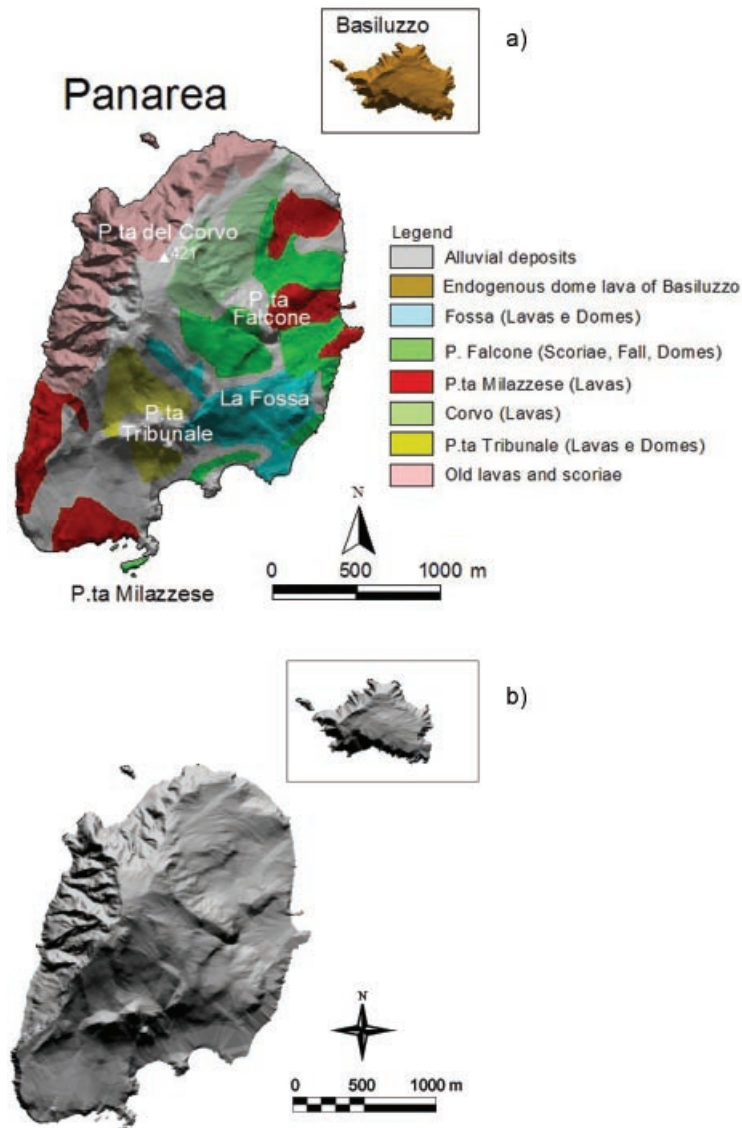 Basiluzzo
a)
Panarea
P.ta del Corvo
421
P.ta
Falcone
La Fossa
P.ta
Tribunale
P.ta Milazzese
Legend
Alluvial deposits
Endogenous dome lava of Basiluzzo
Fossa (Lavas e Domes)
P. Falcone (Scoriae, Fall, Domes)
P.ta Milazzese (Lavas)
Corvo (Lavas)
P.ta Tribunale (Lavas e Domes)
Old lavas and scoriae
N
0 500 1000 m
b)
N
0 500 1000 m